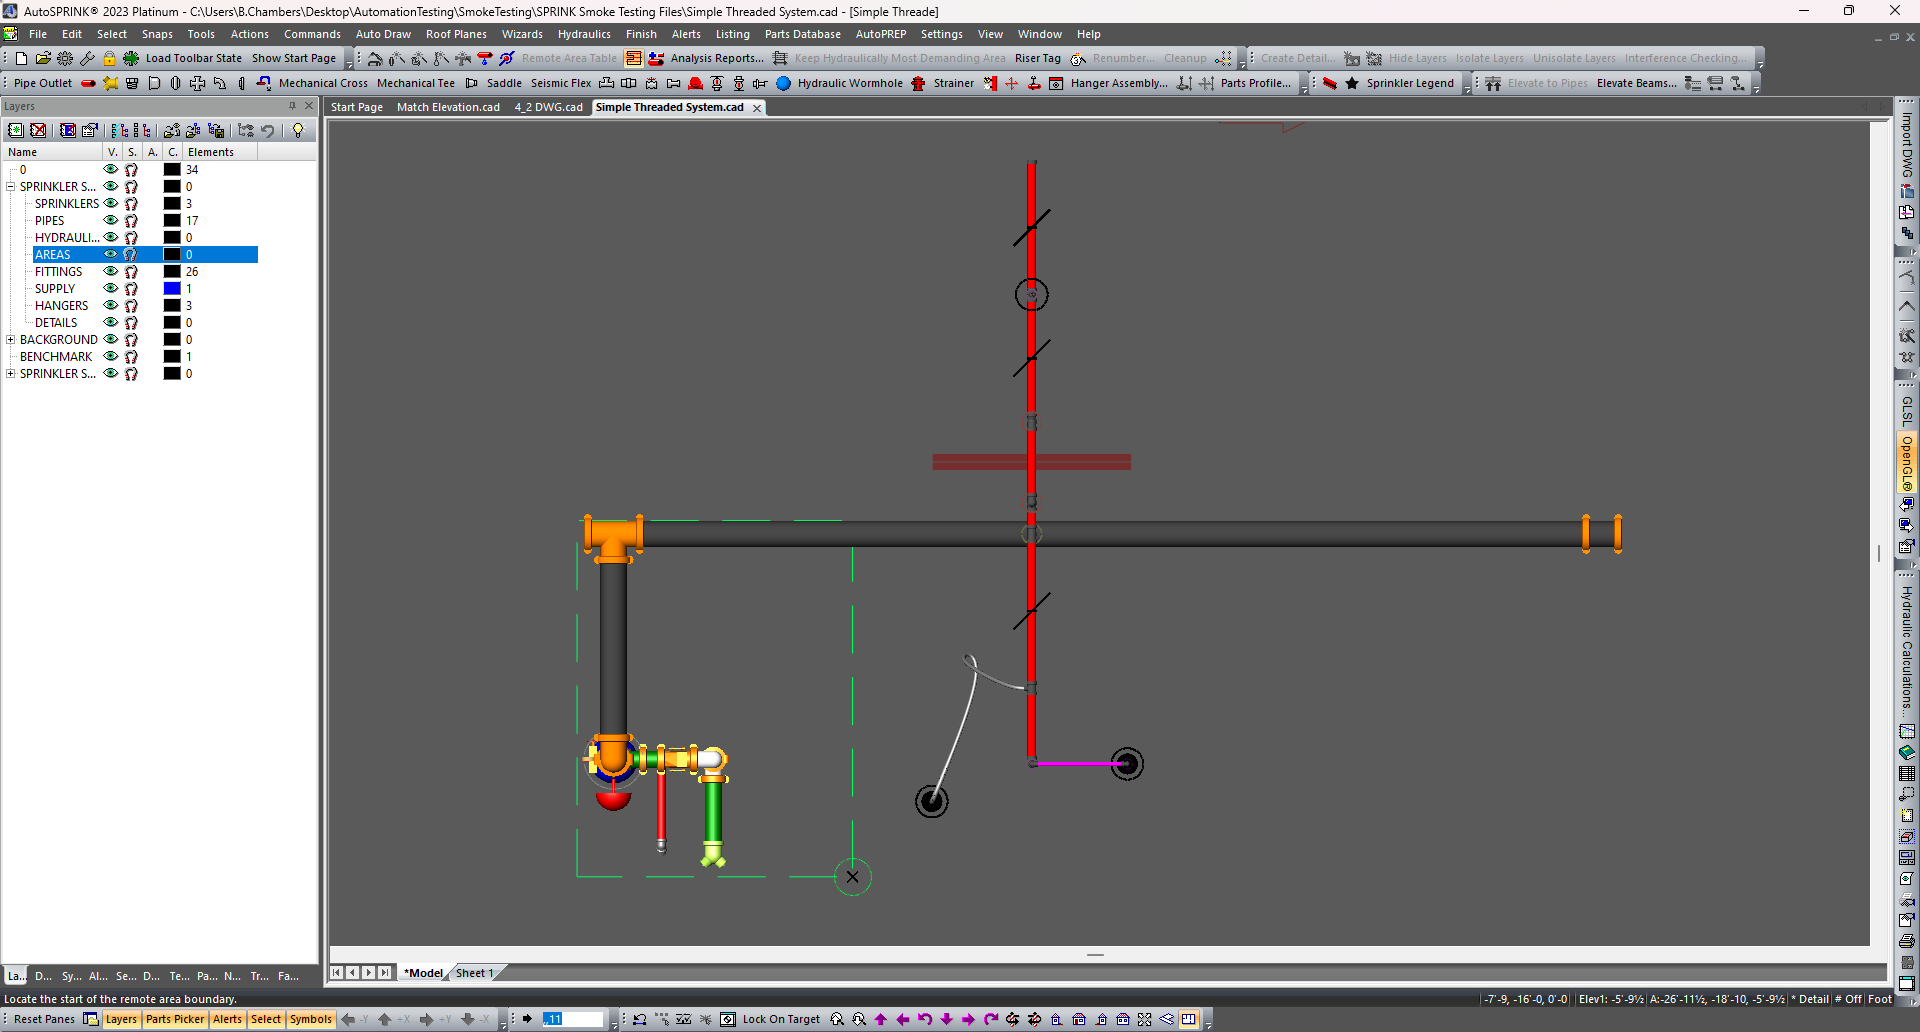 AutoSPRINK® 2023 Platinum - C:\Users\B.Chambers\Desktop\AutomationTesting\SmokeTesting\SPRINK Smoke Testing Files\Simple Threaded System.cad - [Simple Threade]
File Edit Select Snaps Tools Actions Commands Auto Draw Roof Planes Wizards Hydraulics Finish Alerts Listing Parts Database AutoPREP Settings View Window Help
Load Toolbar State Show Start Page Remote Area Table Analysis Reports... Keep Hydraulically Most Demanding Area Riser Tag Renumber... Cleanup Create Detail... Hide Layers Isolate Layers Unisolate Layers Interference Checking...
Pipe Outlet Mechanical Cross Mechanical Tee Saddle Seismic Flex Hydraulic Wormhole Strainer Hanger Assembly... Parts Profile... Sprinkler Legend Elevate to Pipes Elevate Beams...
Layers
Start Page Match Elevation.cad 4_2 DWG.cad Simple Threaded System.cad
Name V. S. A. C. Elements
0 34
SPRINKLER S... 0
SPRINKLERS 3
PIPES 17
HYDRAULI... 0
AREAS 0
FITTINGS 26
SUPPLY 1
HANGERS 3
DETAILS 0
BACKGROUND 0
BENCHMARK 1
SPRINKLER S... 0
Import DWG
GLSL
OpenGL®
Hydraulic Calculations...
La... D... Sy... Al... Se... D... Te... Pa... N... Tr... Fa...
*Model Sheet 1
Locate the start of the remote area boundary.
-7'-9, -16'-0, 0'-0 Elev1: -5'-9½ A:-26'-11½, -18'-10, -5'-9½ * Detail # Off Foot
Reset Panes Layers Parts Picker Alerts Select Symbols -Y +X +Y -X ,11 Lock On Target